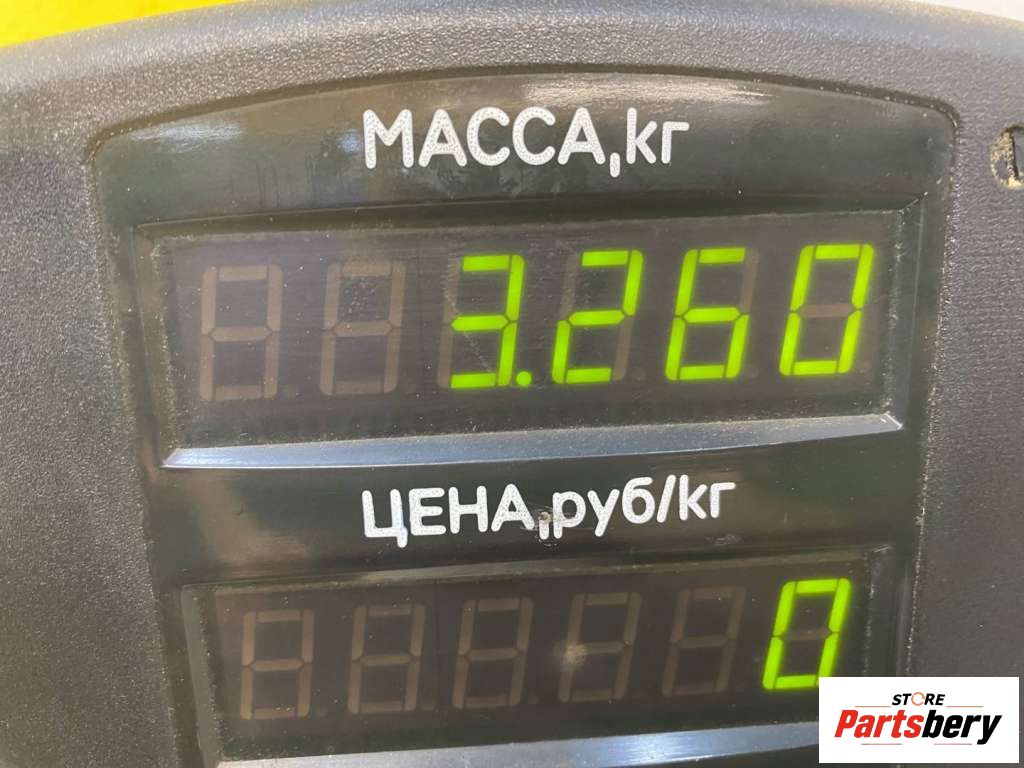 МАССА,кг
3.260
ЦЕНА,руб/кг
0
STORE
Partsbery